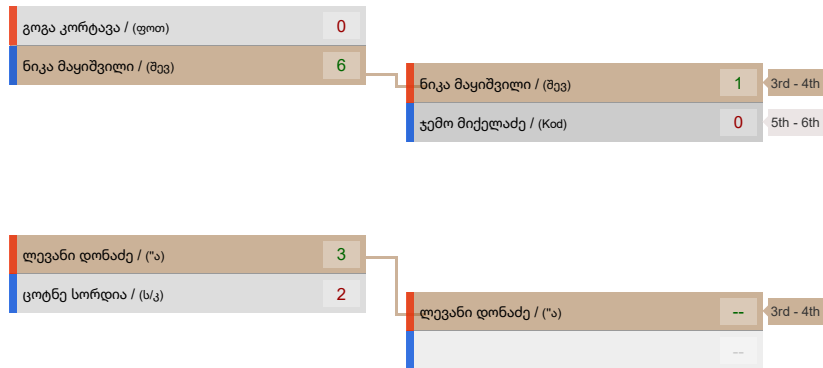 გოგა კორტავა / (ფოთ) 0
ნიკა მაყიშვილი / (შევ) 6
ნიკა მაყიშვილი / (შევ) 1 3rd - 4th
ჯემო მიქელაძე / (Kod) 0 5th - 6th
ლევანი დონაძე / ("ა) 3
ცოტნე სორდია / (ს/კ) 2
ლევანი დონაძე / ("ა) -- 3rd - 4th
--